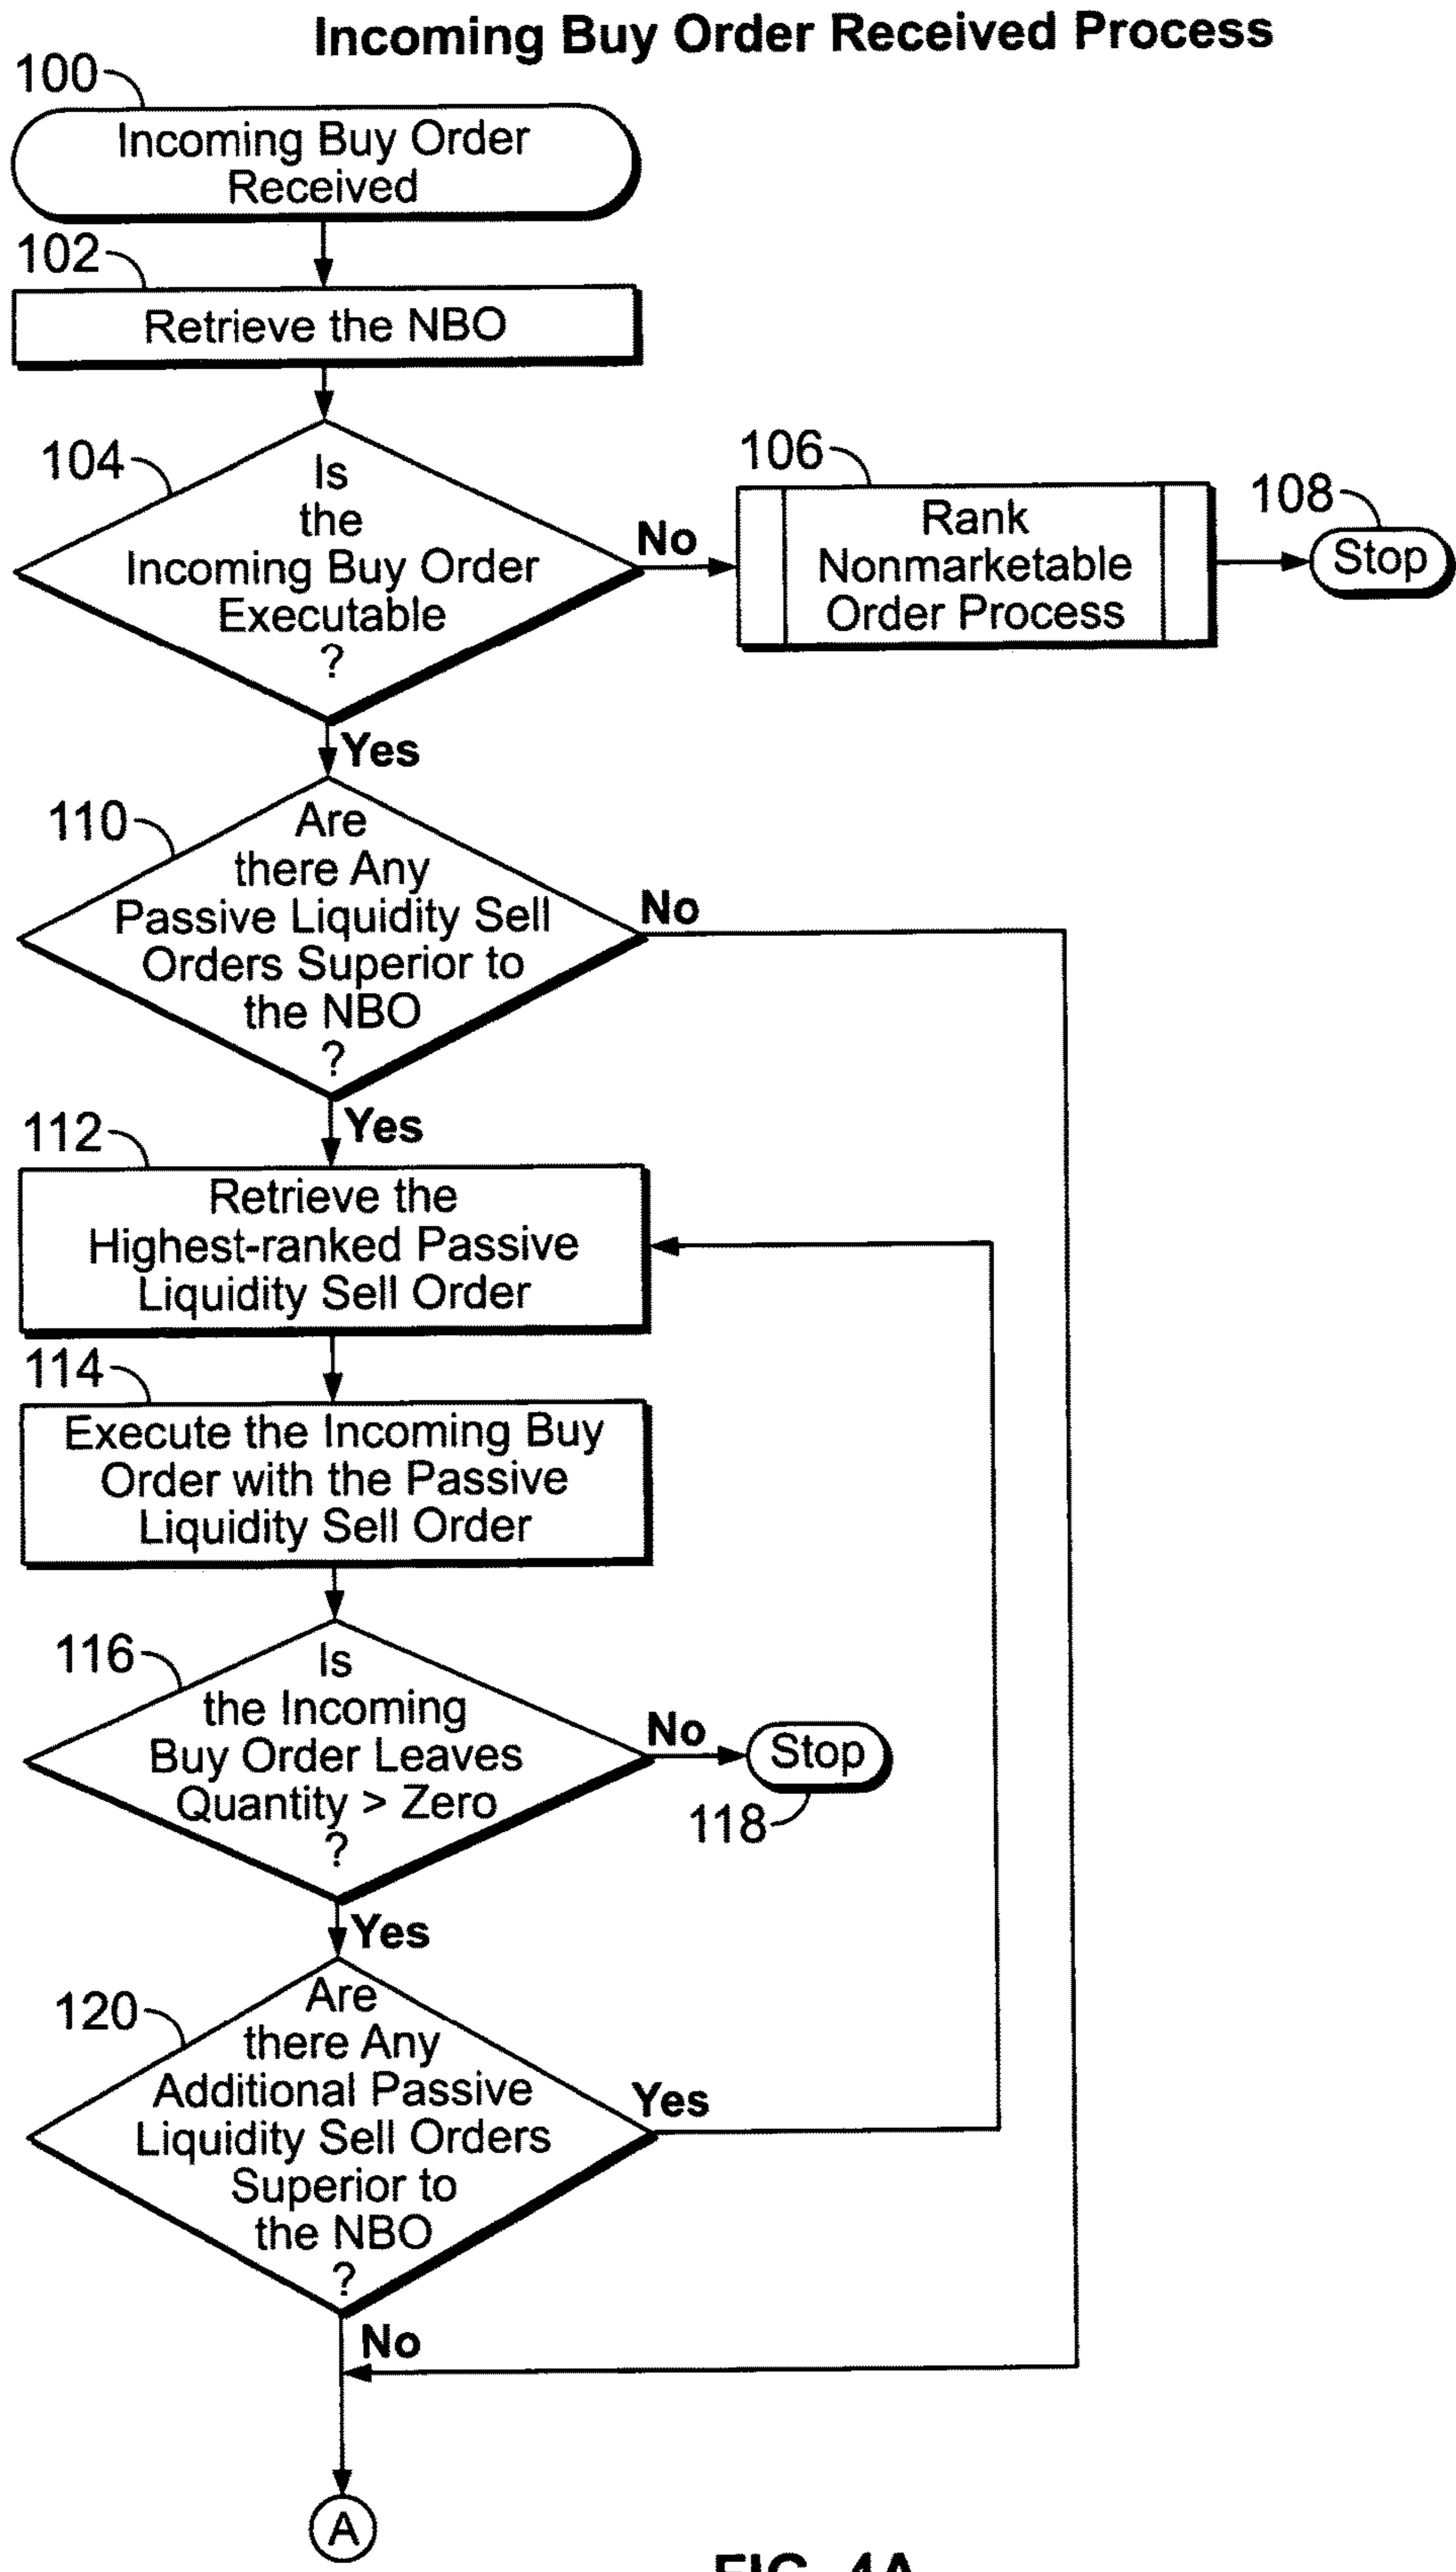 Incoming Buy Order Received Process
100
Incoming Buy Order
Received
102
Retrieve the NBO
104
Is
the
Incoming Buy Order
Executable
?
No
106
Rank
Nonmarketable
Order Process
108
Stop
Yes
110
Are
there Any
Passive Liquidity Sell
Orders Superior to
the NBO
?
No
Yes
112
Retrieve the
Highest-ranked Passive
Liquidity Sell Order
114
Execute the Incoming Buy
Order with the Passive
Liquidity Sell Order
116
Is
the Incoming
Buy Order Leaves
Quantity > Zero
?
No
Stop
118
Yes
120
Are
there Any
Additional Passive
Liquidity Sell Orders
Superior to
the NBO
?
Yes
No
A
FIG. 4A